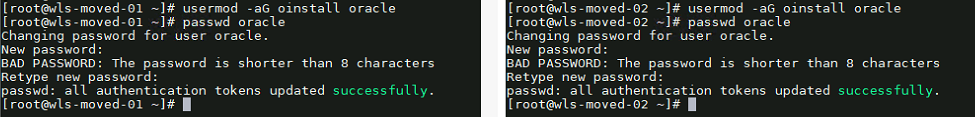 [root@wls-moved-01 ~]# usermod -aG oinstall oracle
[root@wls-moved-01 ~]# passwd oracle
Changing password for user oracle.
New password:
BAD PASSWORD: The password is shorter than 8 characters
Retype new password:
passwd: all authentication tokens updated successfully.
[root@wls-moved-01 ~]#
[root@wls-moved-02 ~]# usermod -aG oinstall oracle
[root@wls-moved-02 ~]# passwd oracle
Changing password for user oracle.
New password:
BAD PASSWORD: The password is shorter than 8 characters
Retype new password:
passwd: all authentication tokens updated successfully.
[root@wls-moved-02 ~]#